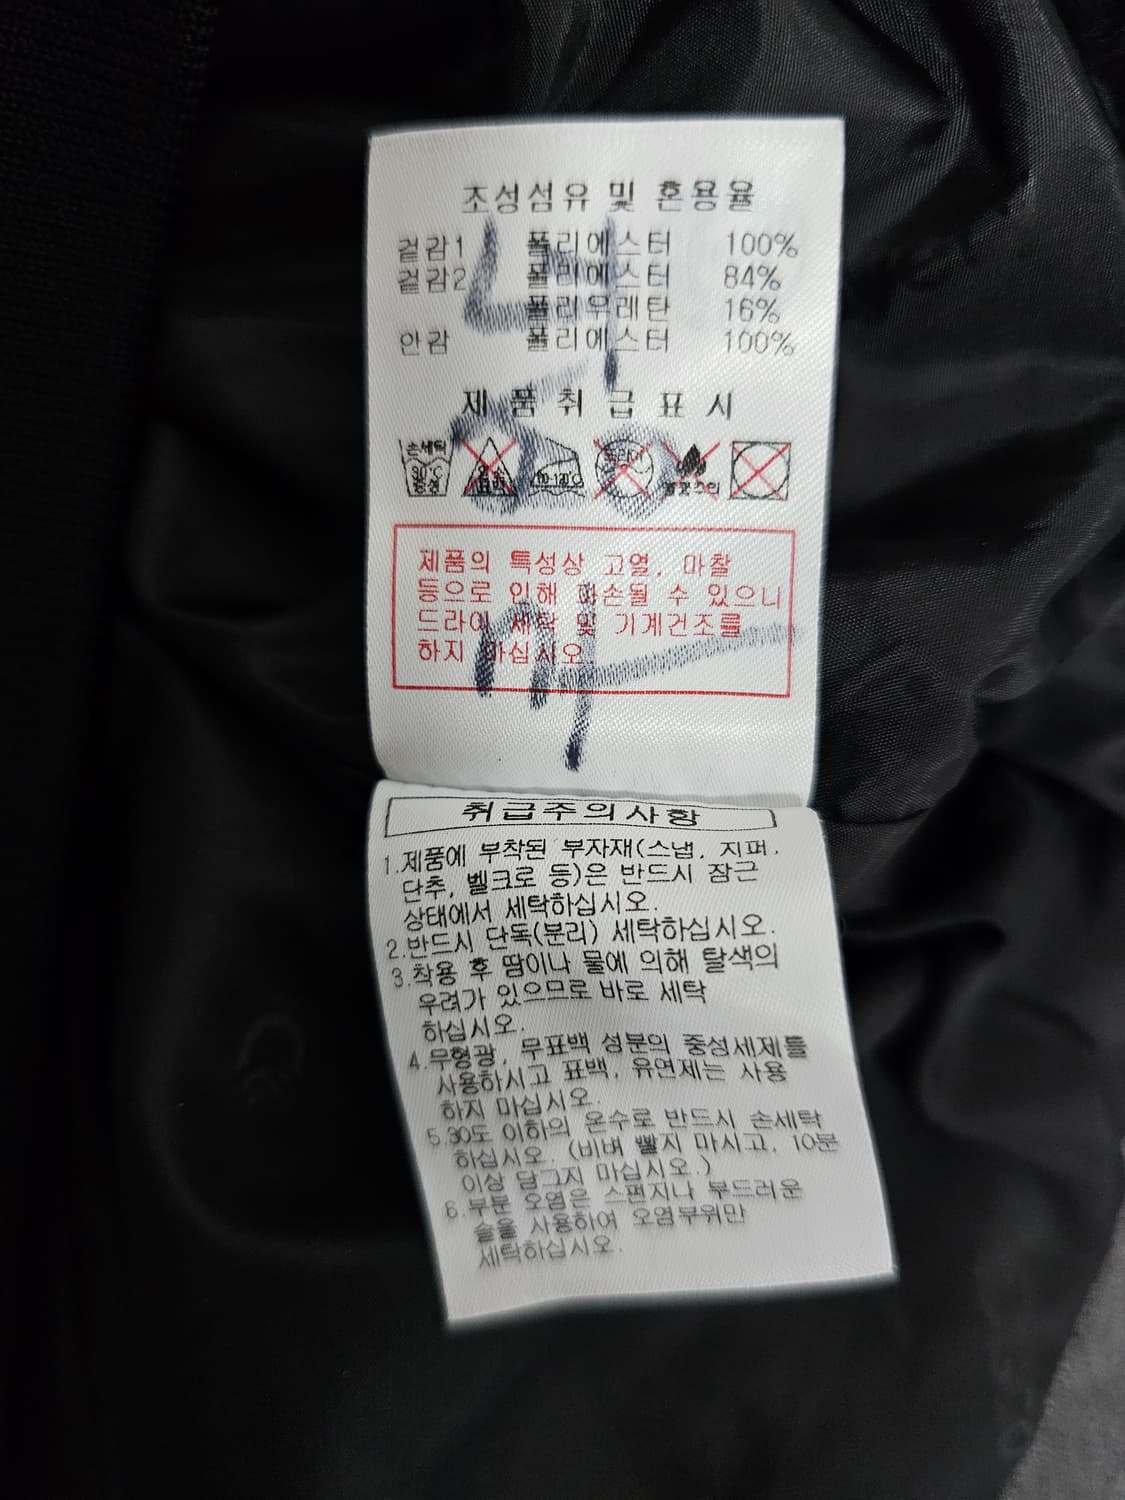 조성섬유 및 혼용율
겉감1 폴리에스터 100%
겉감2 폴리에스터 84%
폴리우레탄 16%
안감 폴리에스터 100%
제품취급표시
손세탁 30℃ 중성
드라이
제품의 특성상 고열, 마찰
등으로 인해 파손될 수 있으니
드라이 세탁 및 기계건조를
하지 마십시오
취급주의사항
1.제품에 부착된 부자재(스냅, 지퍼,
단추, 벨크로 등)은 반드시 잠근
상태에서 세탁하십시오.
2.반드시 단독(분리) 세탁하십시오.
3.착용 후 땀이나 물에 의해 탈색의
우려가 있으므로 바로 세탁
하십시오.
4.무형광, 무표백 성분의 중성세제를
사용하시고 표백, 유연제는 사용
하지 마십시오.
5.30도 이하의 온수로 반드시 손세탁
하십시오. (비벼 빨지 마시고, 10분
이상 담그지 마십시오.)
6.부분 오염은 스펀지나 부드러운
솔을 사용하여 오염부위만
세탁하십시오.